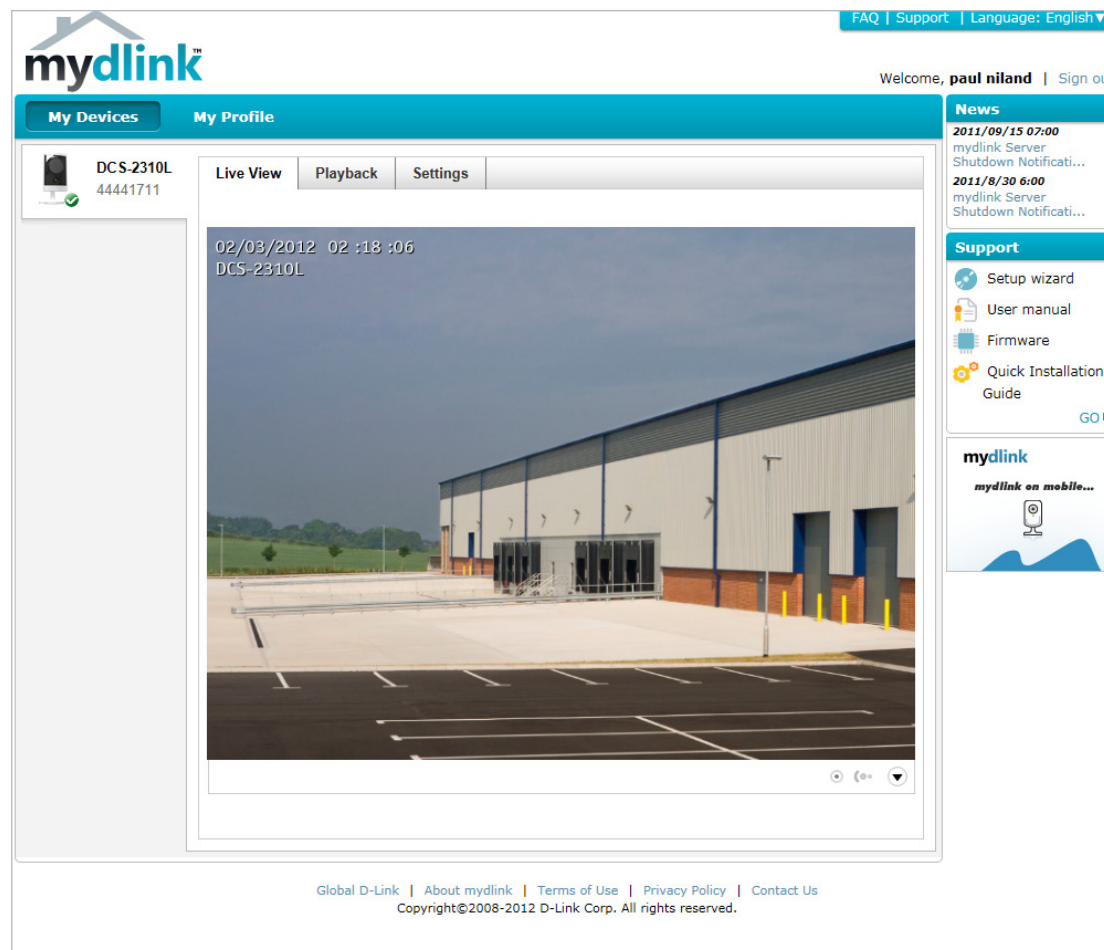 FAQ | Support | Language: English▼
mydlink™
Welcome, paul niland | Sign ou
My Devices
My Profile
DCS-2310L
44441711
Live View
Playback
Settings
02/03/2012 02 :18 :06
DCS-2310L
News
2011/09/15 07:00
mydlink Server
Shutdown Notificati...
2011/8/30 6:00
mydlink Server
Shutdown Notificati...
Support
Setup wizard
User manual
Firmware
Quick Installation
Guide
GO
mydlink
mydlink on mobile...
Global D-Link | About mydlink | Terms of Use | Privacy Policy | Contact Us
Copyright©2008-2012 D-Link Corp. All rights reserved.